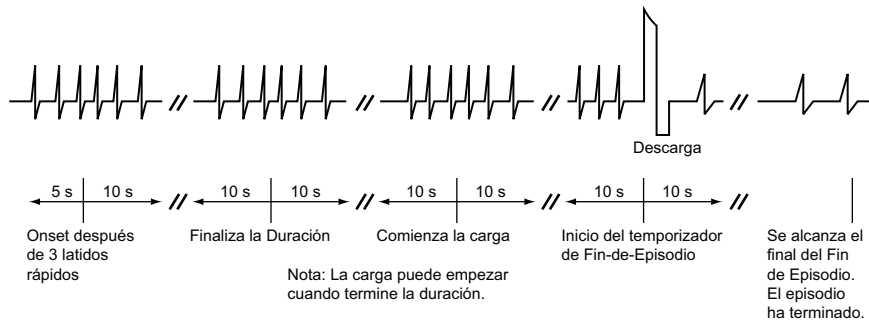 Descarga
5 s 10 s 10 s 10 s 10 s 10 s 10 s 10 s
Onset después
de 3 latidos
rápidos
Finaliza la Duración
Comienza la carga
Nota: La carga puede empezar
cuando termine la duración.
Inicio del temporizador
de Fin-de-Episodio
Se alcanza el
final del Fin
de Episodio.
El episodio
ha terminado.